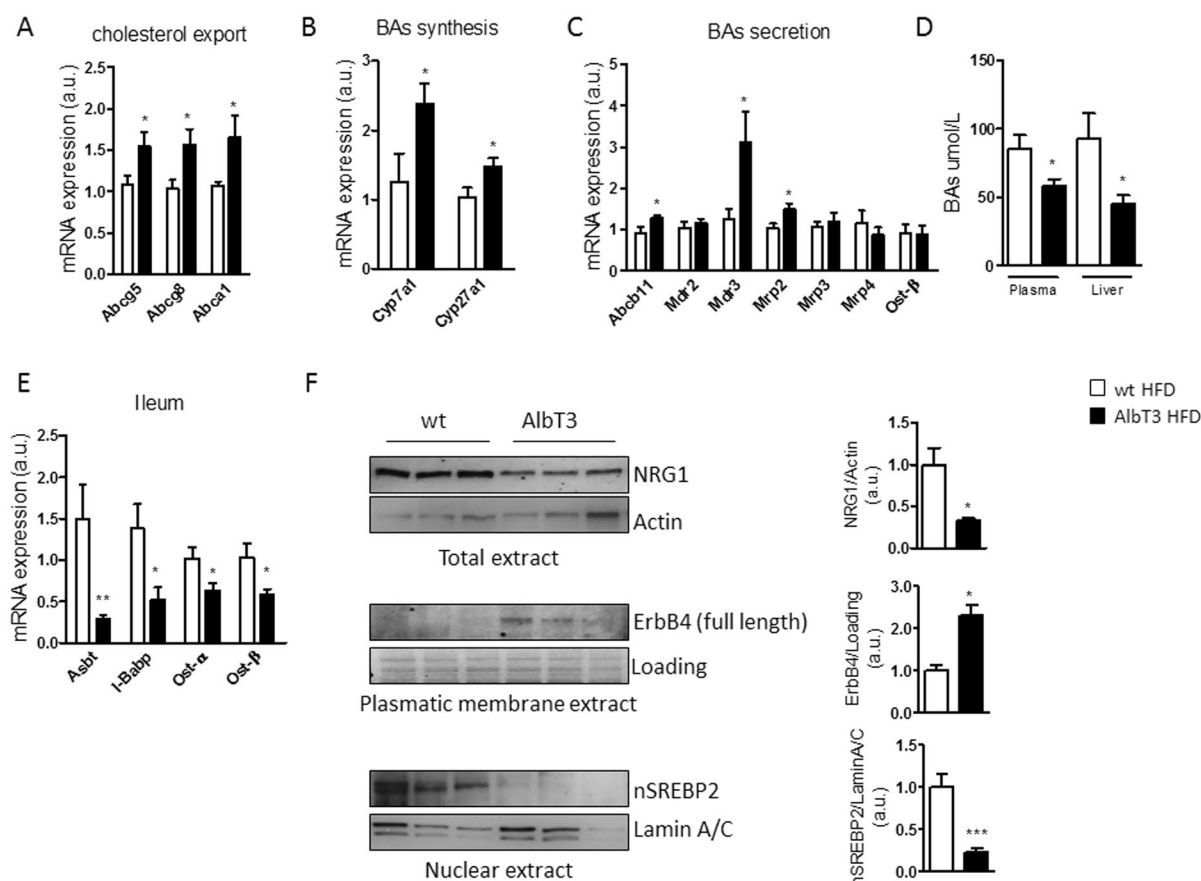 A
cholesterol export
mRNA expression (a.u.)
2.5
2.0
1.5
1.0
0.5
0.0
*
*
*
Abcg5
Abcg8
Abca1
B
BAs synthesis
mRNA expression (a.u.)
3
2
1
0
*
*
Cyp7a1
Cyp27a1
C
BAs secretion
mRNA expression (a.u.)
5
4
3
2
1
0
*
*
*
Abcb11
Mdr2
Mdr3
Mrp2
Mrp3
Mrp4
Ost-β
D
BAs umol/L
150
100
50
0
*
*
Plasma
Liver
E
Ileum
mRNA expression (a.u.)
2.5
2.0
1.5
1.0
0.5
0.0
**
*
*
*
Asbt
I-Babp
Ost-α
Ost-β
F
wt
AlbT3
NRG1
Actin
Total extract
ErbB4 (full length)
Loading
Plasmatic membrane extract
nSREBP2
Lamin A/C
Nuclear extract
wt HFD
AlbT3 HFD
NRG1/Actin
(a.u.)
1.5
1.0
0.5
0.0
*
ErbB4/Loading
(a.u.)
3.0
2.0
1.0
0.0
*
nSREBP2/LaminA/C
(a.u.)
1.5
1.0
0.5
0.0
***